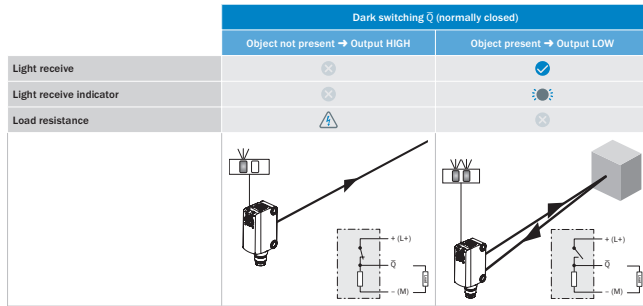 Dark switching Q̅ (normally closed)
Object not present ➔ Output HIGH
Object present ➔ Output LOW
Light receive
Light receive indicator
Load resistance
+ (L+)
Q̅
– (M)
+ (L+)
Q̅
– (M)